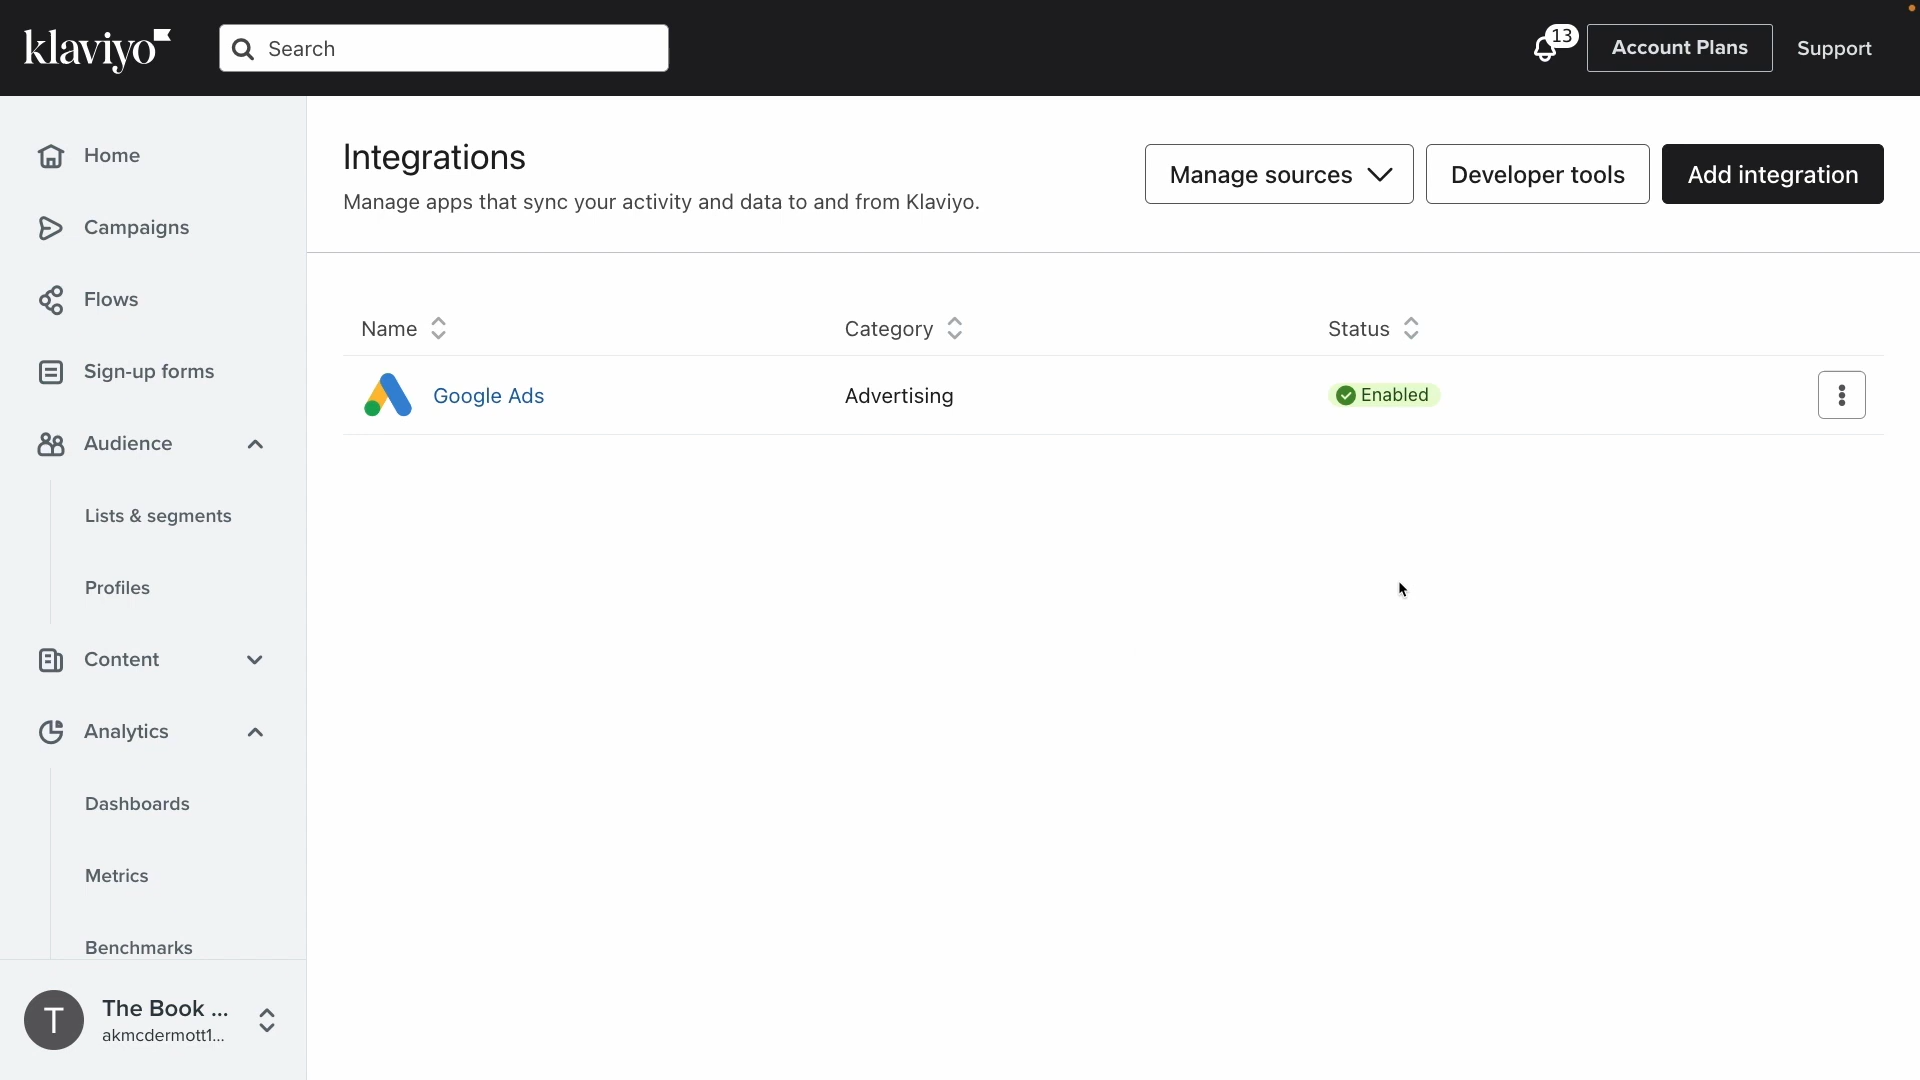 klaviyo
Search
13
Account Plans
Support
Home
Campaigns
Flows
Sign-up forms
Audience
Lists & segments
Profiles
Content
Analytics
Dashboards
Metrics
Benchmarks
T
The Book ...
akmcdermott1...
Integrations
Manage apps that sync your activity and data to and from Klaviyo.
Manage sources
Developer tools
Add integration
Name
Category
Status
Google Ads
Advertising
Enabled